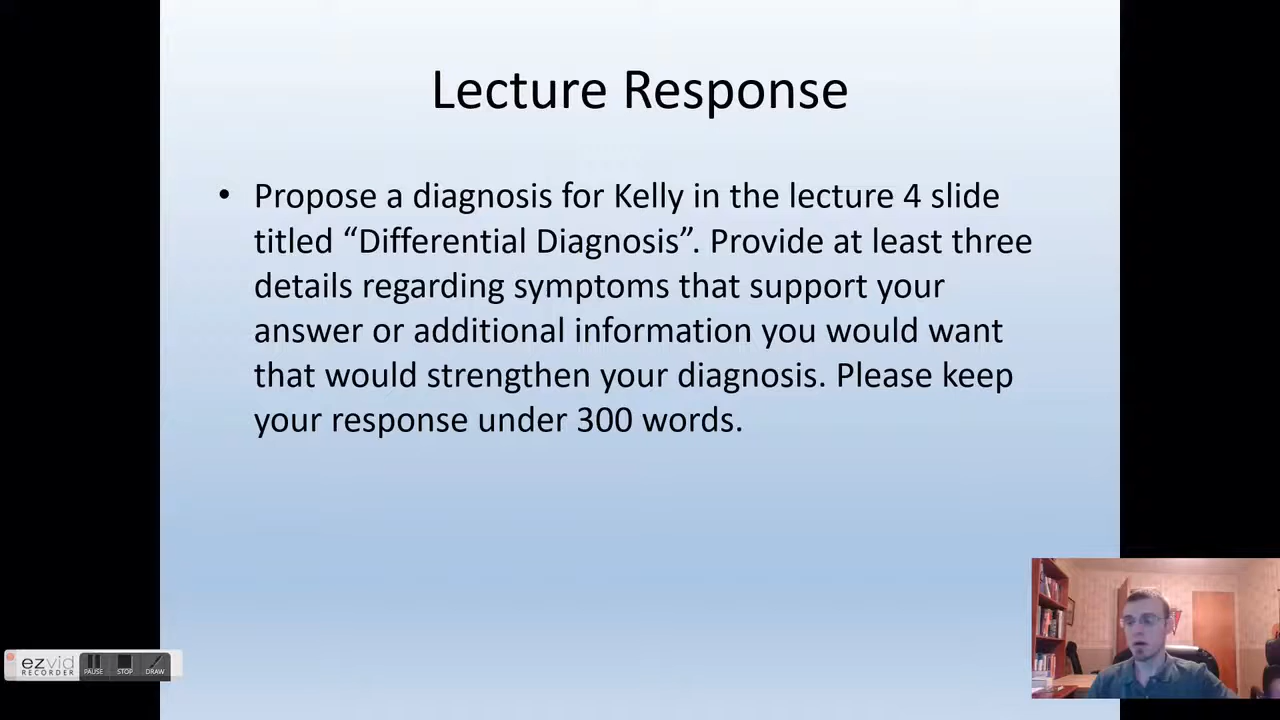 Lecture Response
• Propose a diagnosis for Kelly in the lecture 4 slide
titled “Differential Diagnosis”. Provide at least three
details regarding symptoms that support your
answer or additional information you would want
that would strengthen your diagnosis. Please keep
your response under 300 words.
ezvid
RECORDER
PAUSE STOP DRAW